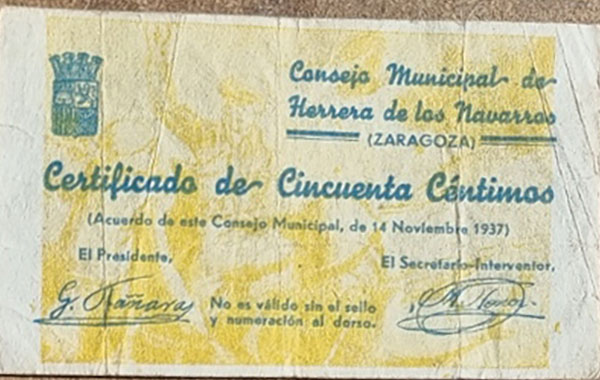 Consejo Municipal de
Herrera de los Navarros
(ZARAGOZA)
Certificado de Cincuenta Céntimos
(Acuerdo de este Consejo Municipal, de 14 Noviembre 1937)
El Presidente,
El Secretario-Interventor,
G.
No es válido sin el sello
y numeración al dorso.